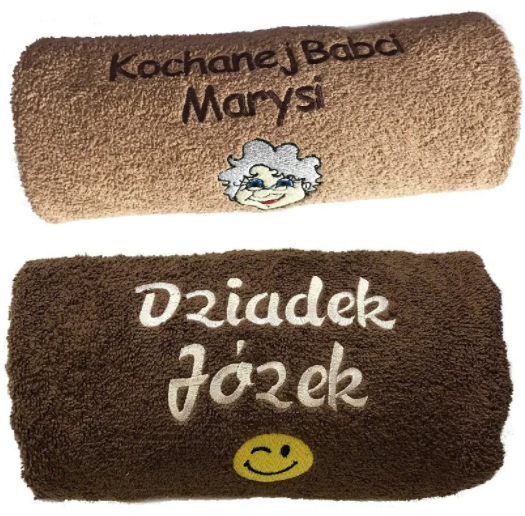 Kochanej Babci
Marysi
Dziadek
Józek